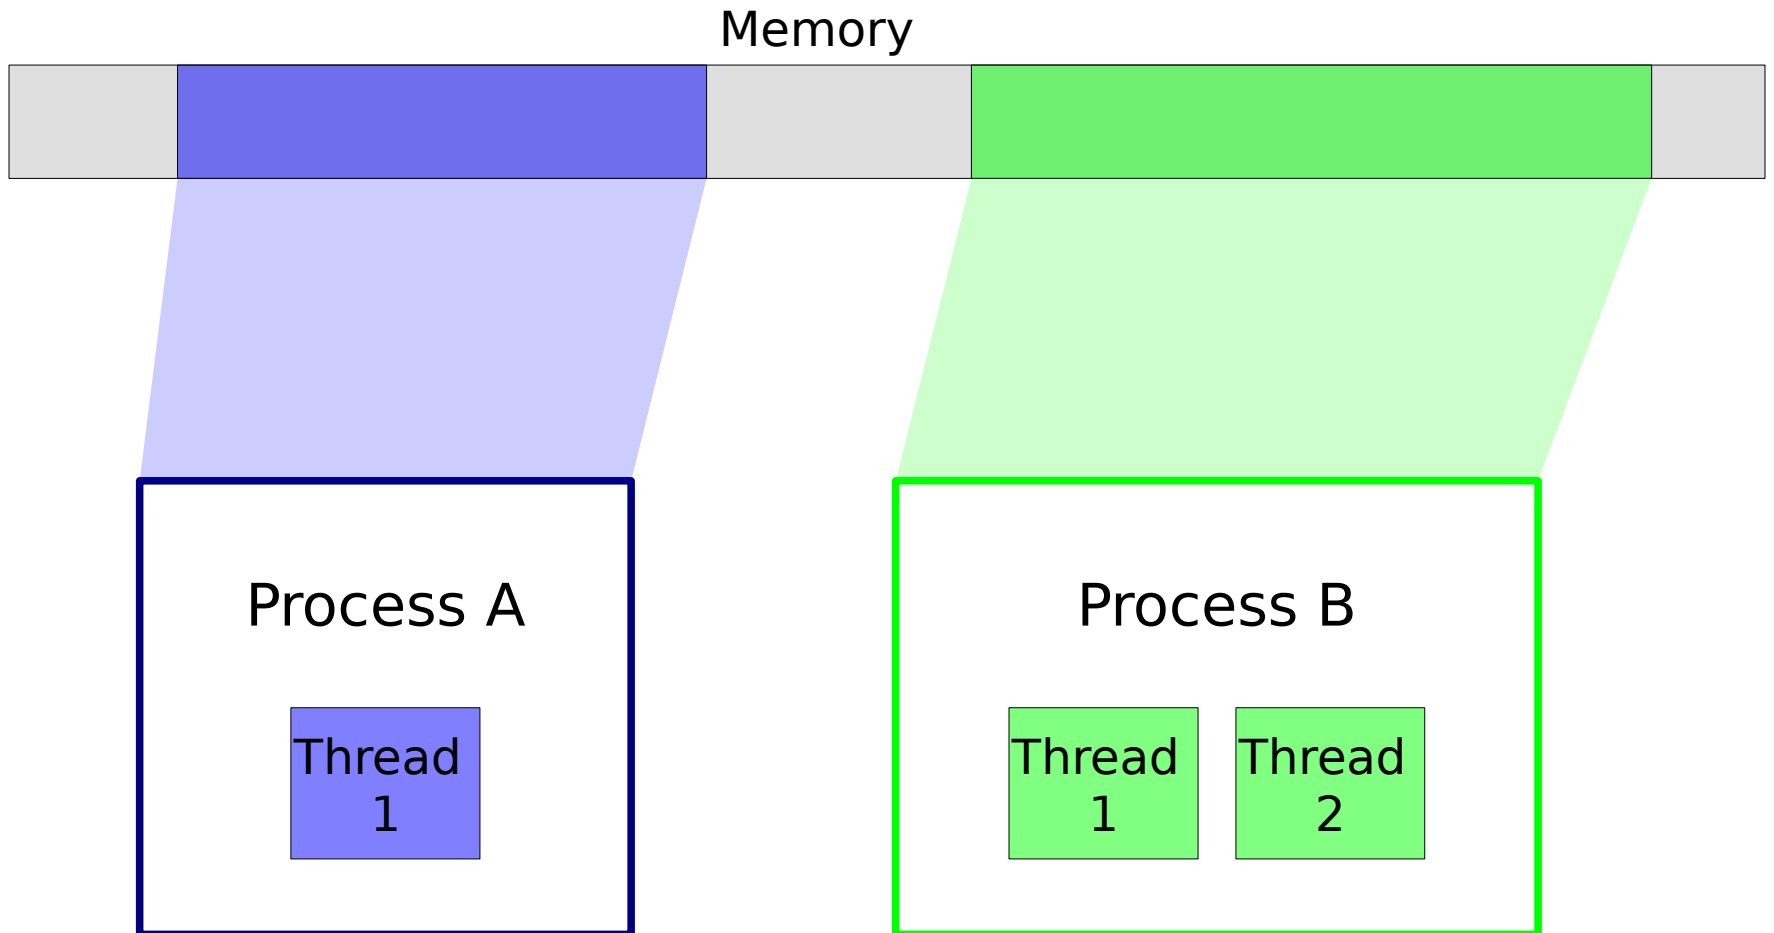 Memory
Process A
Process B
Thread
1
Thread
1
Thread
2